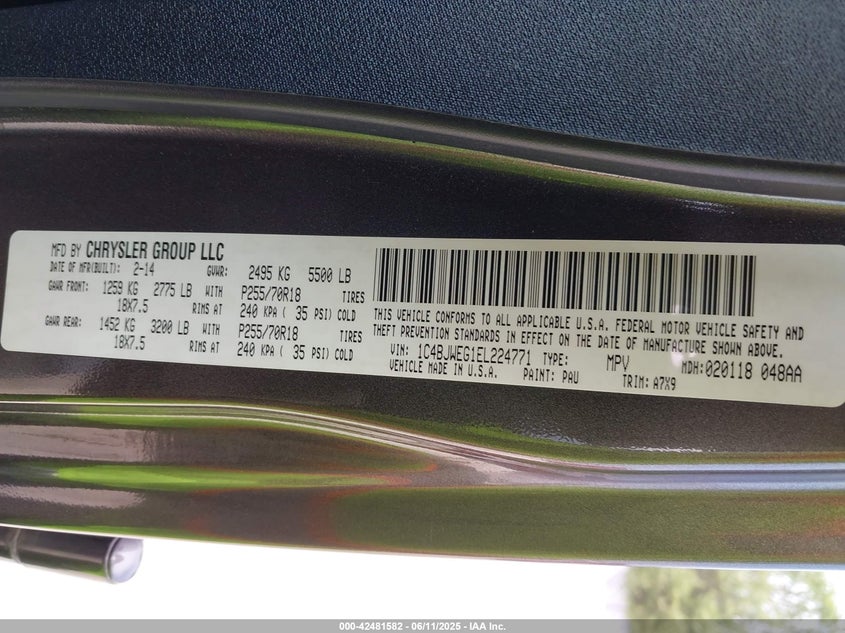 MFD BY CHRYSLER GROUP LLC
DATE OF MFR(BUILT): 2-14 GVWR: 2495 KG 5500 LB
GAWR FRONT: 1259 KG 2775 LB WITH P255/70R18 TIRES
18X7.5 RIMS AT 240 KPA ( 35 PSI) COLD
GAWR REAR: 1452 KG 3200 LB WITH P255/70R18 TIRES
18X7.5 RIMS AT 240 KPA ( 35 PSI) COLD
THIS VEHICLE CONFORMS TO ALL APPLICABLE U.S.A. FEDERAL MOTOR VEHICLE SAFETY AND
THEFT PREVENTION STANDARDS IN EFFECT ON THE DATE OF MANUFACTURE SHOWN ABOVE.
VIN: 1C4BJWEG1EL224771 TYPE: MPV MDH:020118 048AA
VEHICLE MADE IN U.S.A. PAINT: PAU TRIM: A7X9
000-42481582 - 06/11/2025 - IAA Inc.